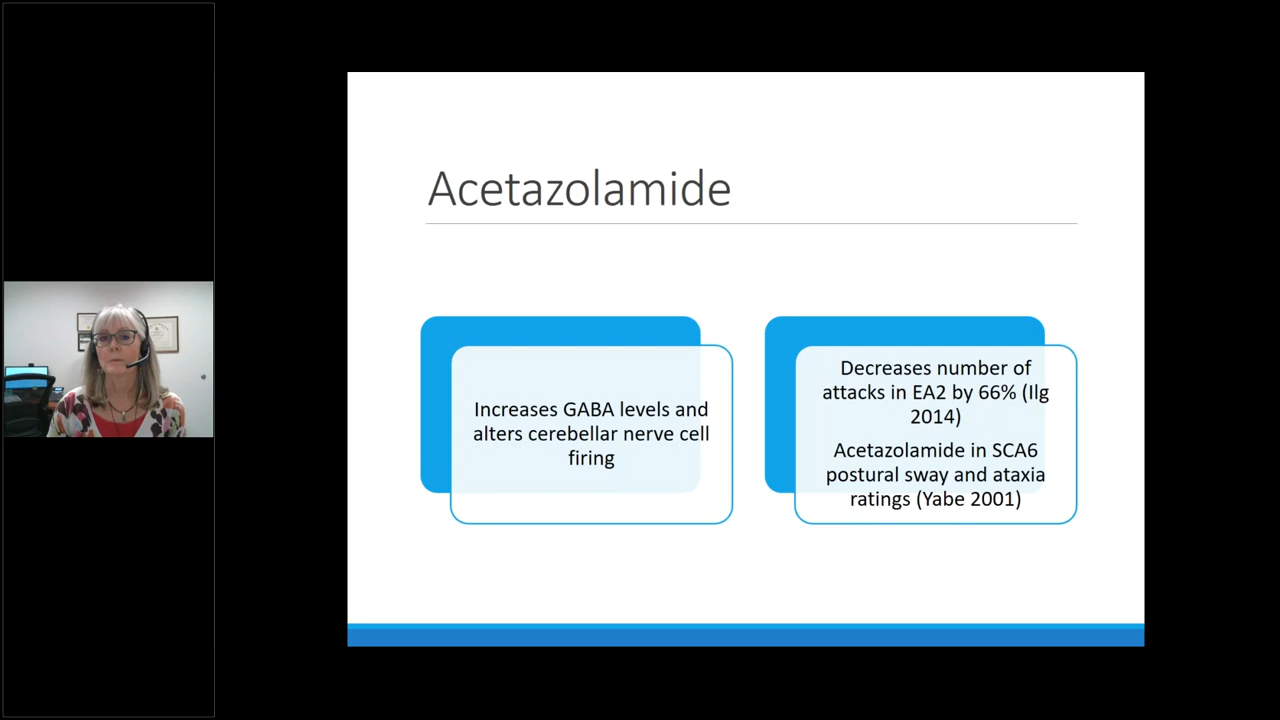 Acetazolamide
Increases GABA levels and
alters cerebellar nerve cell
firing
Decreases number of
attacks in EA2 by 66% (Ilg
2014)
Acetazolamide in SCA6
postural sway and ataxia
ratings (Yabe 2001)